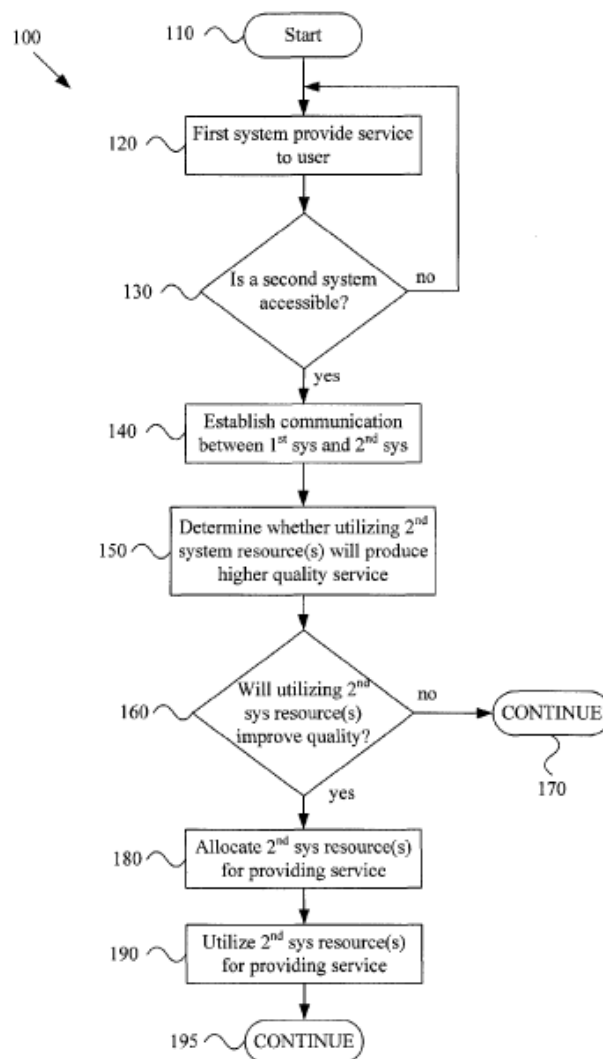 100
110
Start
120
First system provide service
to user
130
Is a second system
accessible?
no
yes
140
Establish communication
between 1st sys and 2nd sys
150
Determine whether utilizing 2nd
system resource(s) will produce
higher quality service
160
Will utilizing 2nd
sys resource(s)
improve quality?
no
CONTINUE
170
yes
180
Allocate 2nd sys resource(s)
for providing service
190
Utilize 2nd sys resource(s)
for providing service
195
CONTINUE